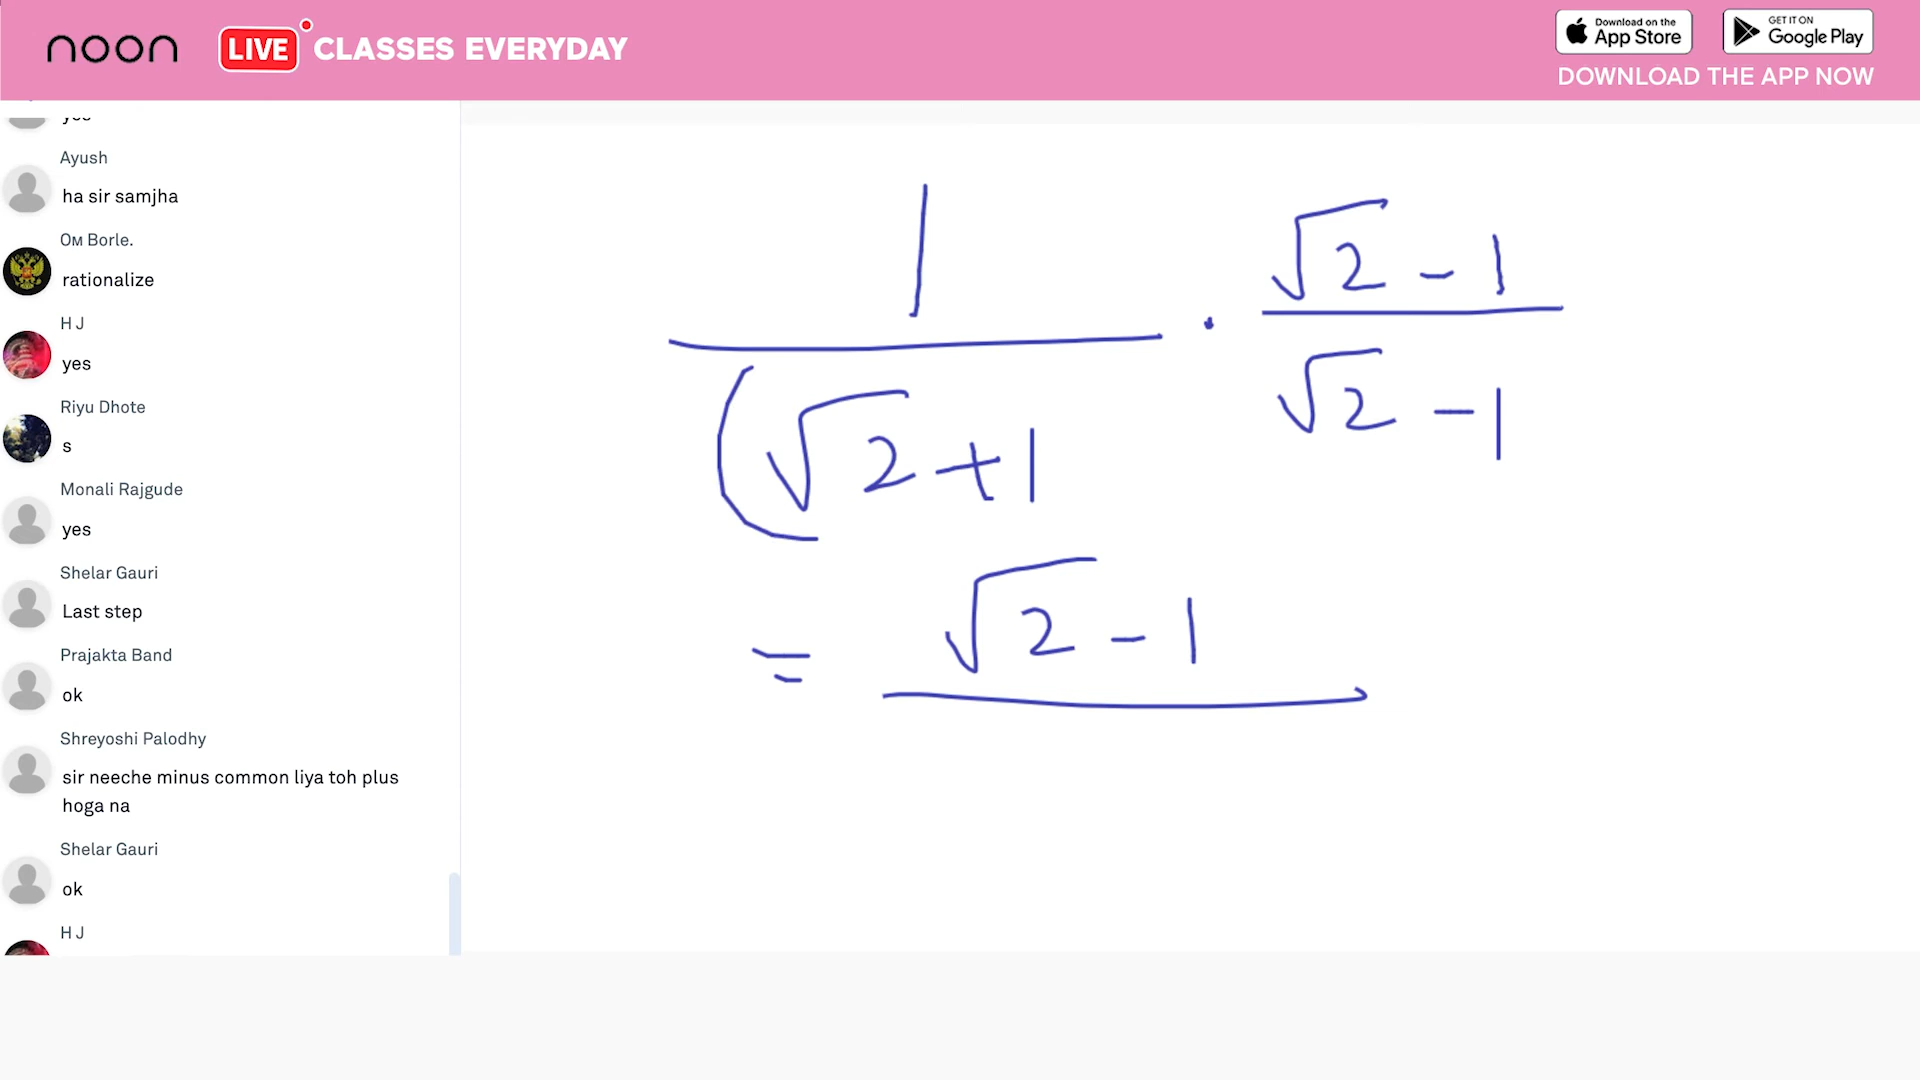 noon LIVE CLASSES EVERYDAY
Download on the App Store
GET IT ON Google Play
DOWNLOAD THE APP NOW
yes
Ayush
ha sir samjha
Oм Borle.
rationalize
H J
yes
Riyu Dhote
s
Monali Rajgude
yes
Shelar Gauri
Last step
Prajakta Band
ok
Shreyoshi Palodhy
sir neeche minus common liya toh plus
hoga na
Shelar Gauri
ok
H J
1 · √2 - 1
(√2 + 1 √2 - 1
= √2 - 1